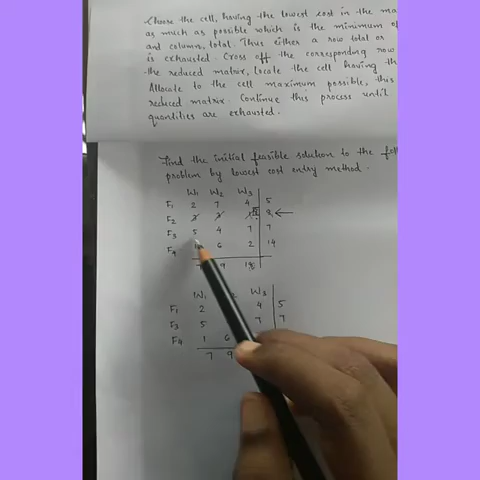 Choose the cell, having the lowest cost in the ma
as much as possible which is the minimum of
and columns, total. Thus either a row total or
is exhausted. Cross off the corresponding row
the reduced matrix, locate the cell having th
Allocate to the cell maximum possible, this
reduced matrix. Continue this process until
quantities are exhausted.
Find the initial feasible solution to the fol
problem by lowest cost entry method.
W1 W2 W3
F1 2 7 4 5
F2 3 3 1 8 8
F3 5 4 7 7
F4 6 2 14
7 9 18
W1 2 W3
F1 2 4 5
F3 5 7 7
F4 1 6
7 9